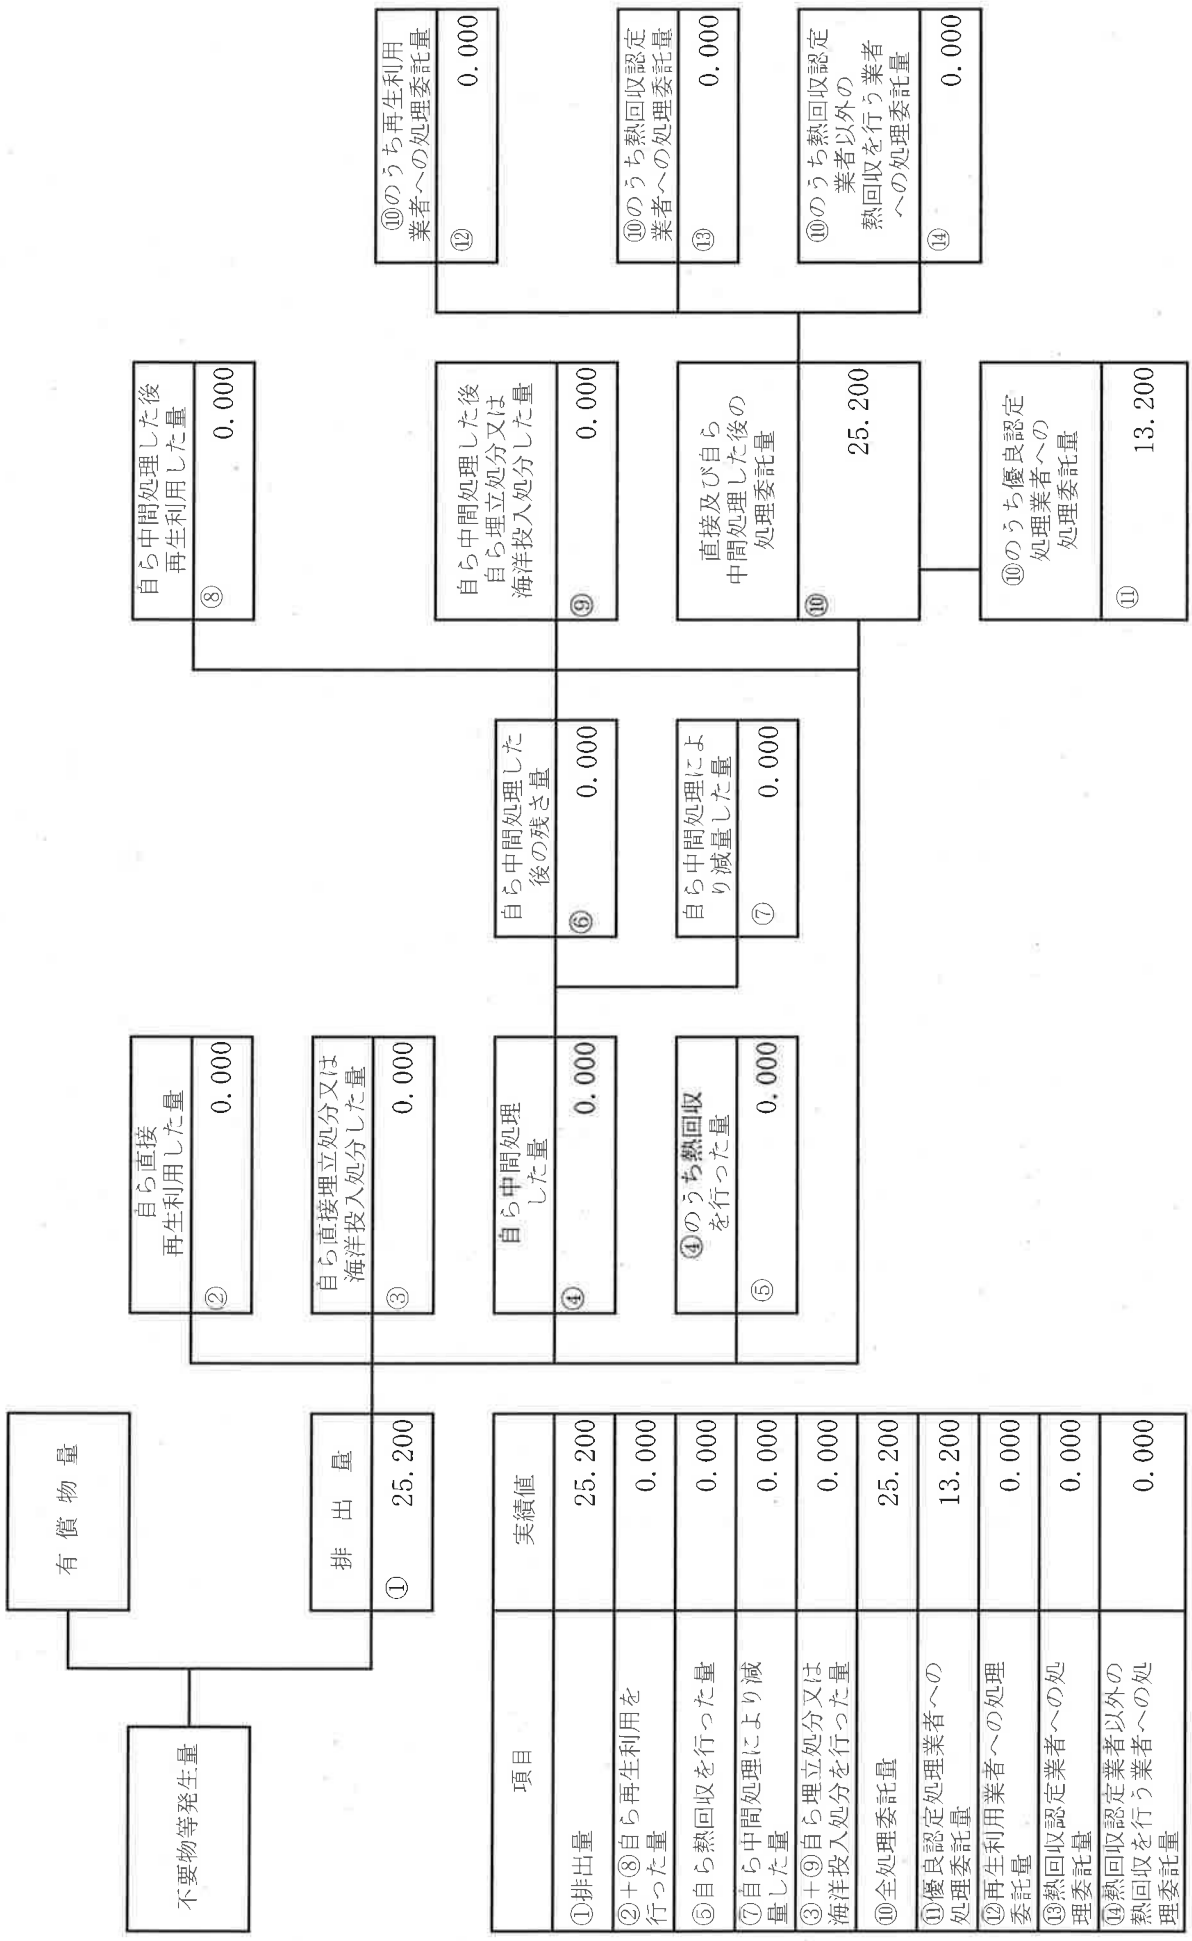 不要物等発生量
有償物量
排出量
① 25.200
自ら直接
再生利用した量
② 0.000
自ら直接埋立処分又は
海洋投入処分した量
③ 0.000
自ら中間処理
した量
④ 0.000
④のうち熱回収
を行った量
⑤ 0.000
自ら中間処理した
後の残さ量
⑥ 0.000
自ら中間処理によ
り減量した量
⑦ 0.000
自ら中間処理した後
再生利用した量
⑧ 0.000
自ら中間処理した後
自ら埋立処分又は
海洋投入処分した量
⑨ 0.000
直接及び自ら
中間処理した後の
処理委託量
⑩ 25.200
⑩のうち優良認定
処理業者への
処理委託量
⑪ 13.200
⑩のうち再生利用
業者への処理委託量
⑫ 0.000
⑩のうち熱回収認定
業者への処理委託量
⑬ 0.000
⑩のうち熱回収認定
業者以外の
熱回収を行う業者
への処理委託量
⑭ 0.000
項目 実績値
①排出量 25.200
②+⑧自ら再生利用を
行った量 0.000
⑤自ら熱回収を行った量 0.000
⑦自ら中間処理により減
量した量 0.000
③+⑨自ら埋立処分又は
海洋投入処分を行った量 0.000
⑩全処理委託量 25.200
⑪優良認定処理業者への
処理委託量 13.200
⑫再生利用業者への処理
委託量 0.000
⑬熱回収認定業者への処
理委託量 0.000
⑭熱回収認定業者以外の
熱回収を行う業者への処
理委託量 0.000